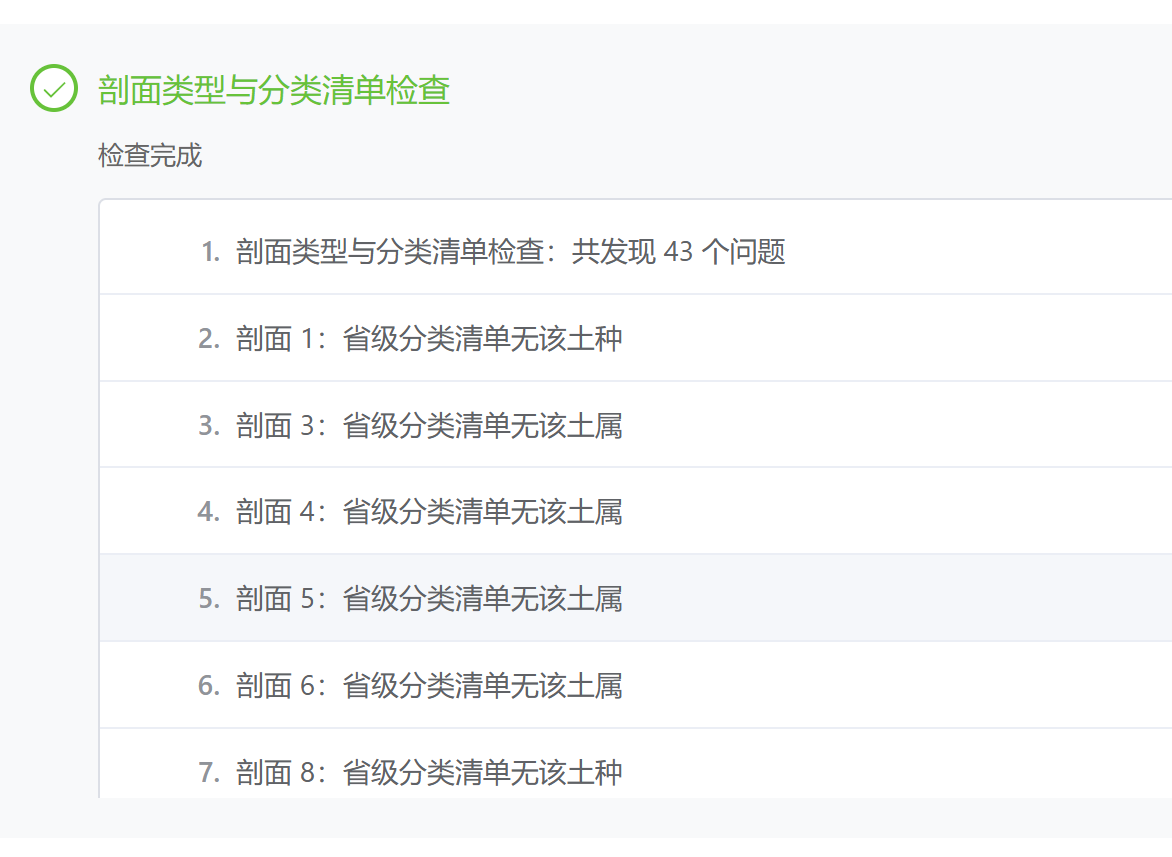 剖面类型与分类清单检查
检查完成
1. 剖面类型与分类清单检查：共发现 43 个问题
2. 剖面 1：省级分类清单无该土种
3. 剖面 3：省级分类清单无该土属
4. 剖面 4：省级分类清单无该土属
5. 剖面 5：省级分类清单无该土属
6. 剖面 6：省级分类清单无该土属
7. 剖面 8：省级分类清单无该土种